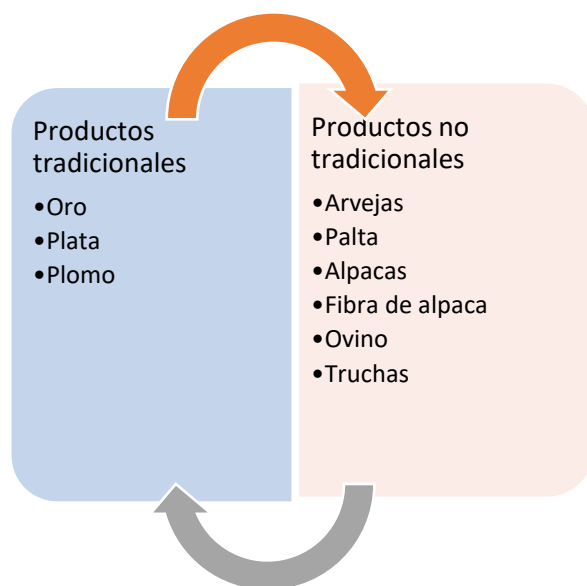 Productos
tradicionales
•Oro
•Plata
•Plomo
Productos no
tradicionales
•Arvejas
•Palta
•Alpacas
•Fibra de alpaca
•Ovino
•Truchas